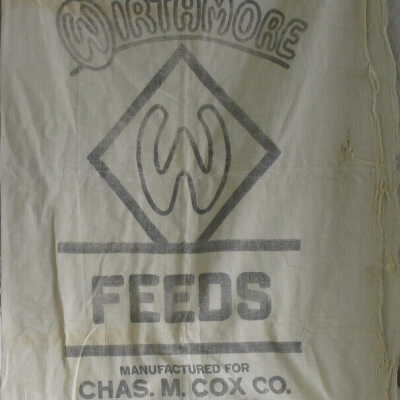 WIRTHMORE
W
FEEDS
MANUFACTURED FOR
CHAS. M. COX CO.